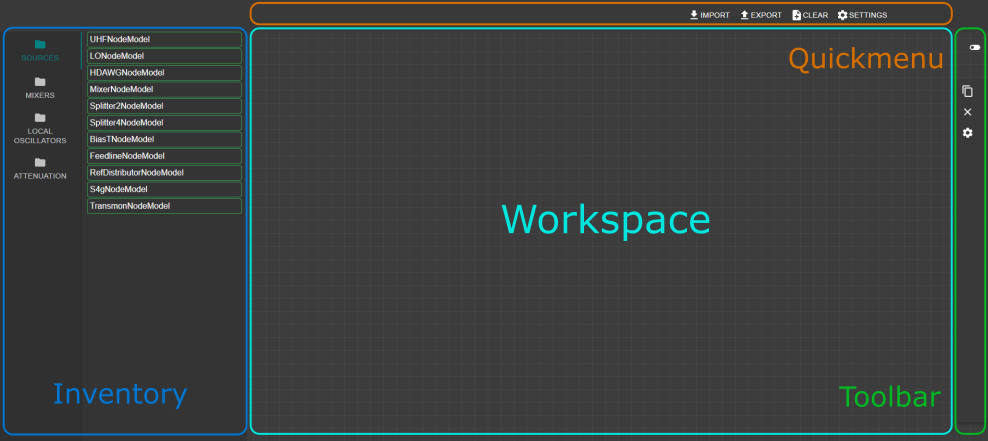 IMPORT EXPORT CLEAR SETTINGS
Quickmenu
SOURCES
MIXERS
LOCAL
OSCILLATORS
ATTENUATION
UHFNodeModel
LONodeModel
HDAWGNodeModel
MixerNodeModel
Splitter2NodeModel
Splitter4NodeModel
BiasTNodeModel
FeedlineNodeModel
RefDistributorNodeModel
S4gNodeModel
TransmonNodeModel
Inventory
Workspace
Toolbar